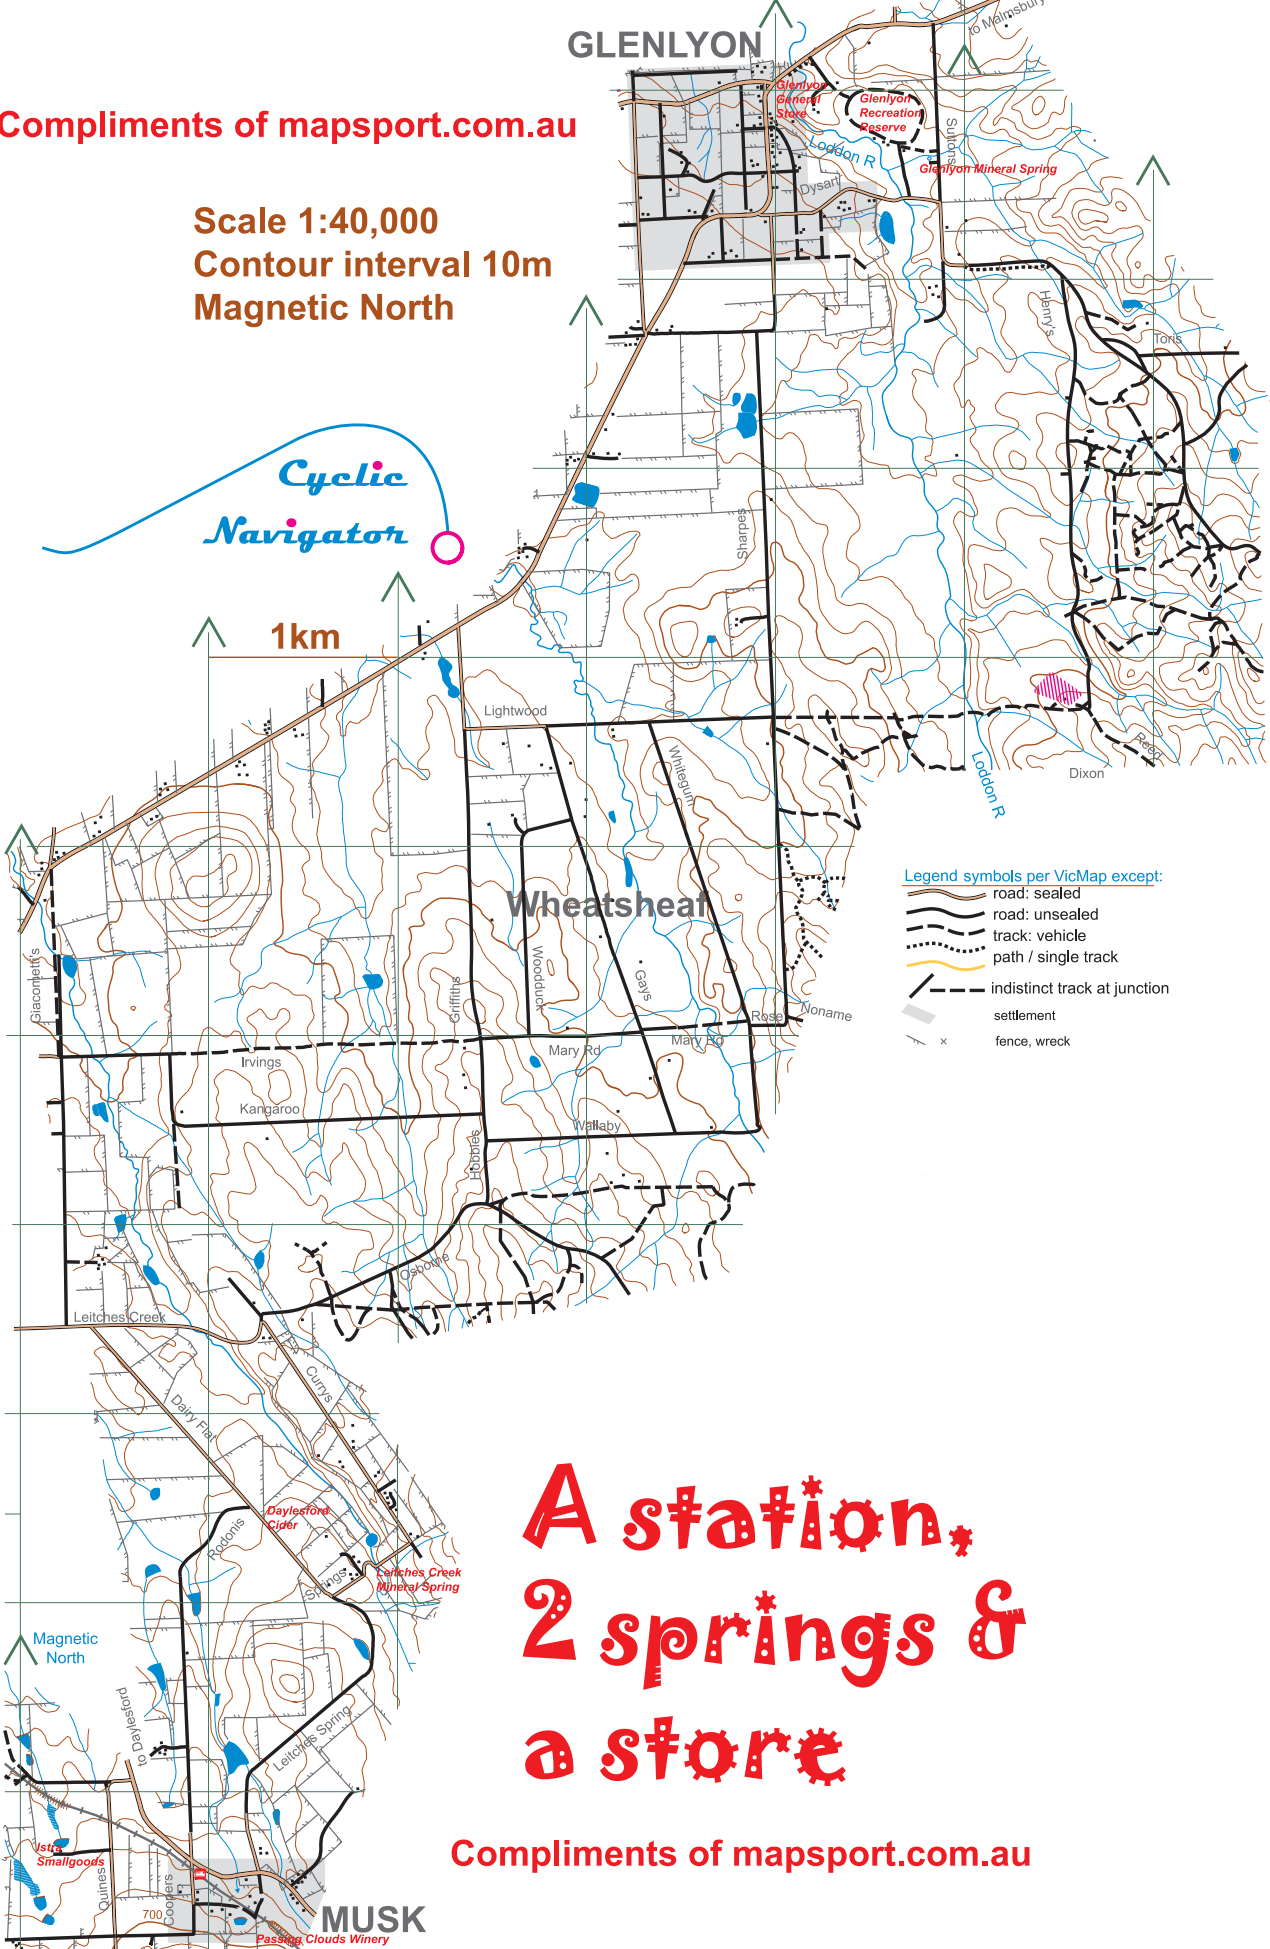 to Malmsbury
GLENLYON
Glenlyon
General
Store
Glenlyon
Recreation
Reserve
Compliments of mapsport.com.au
Suttons
Loddon R
Glenlyon Mineral Spring
Dysart
Scale 1:40,000
Contour interval 10m
Magnetic North
Henry's
Toris
Cyclic
Navigator
Sharpes
1km
Lightwood
Whitegum
Reeg
Loddon R
Dixon
Wheatsheaf
Legend symbols per VicMap except:
road: sealed
road: unsealed
track: vehicle
path / single track
indistinct track at junction
settlement
fence, wreck
Giacometti's
Griffiths
Woodduck
Gays
Rose
Noname
Irvings
Mary Rd
Mary Rd
Kangaroo
Wallaby
Hobbles
Osborne
Leitches Creek
Currys
Dairy Flat
Daylesford
Cider
Rodonis
Springs
Leitches Creek
Mineral Spring
A station,
2 springs &
a store
Magnetic
North
to Daylesford
Leitches Spring
Istra
Smallgoods
Quines
Coopers
700
MUSK
Passing Clouds Winery
Compliments of mapsport.com.au